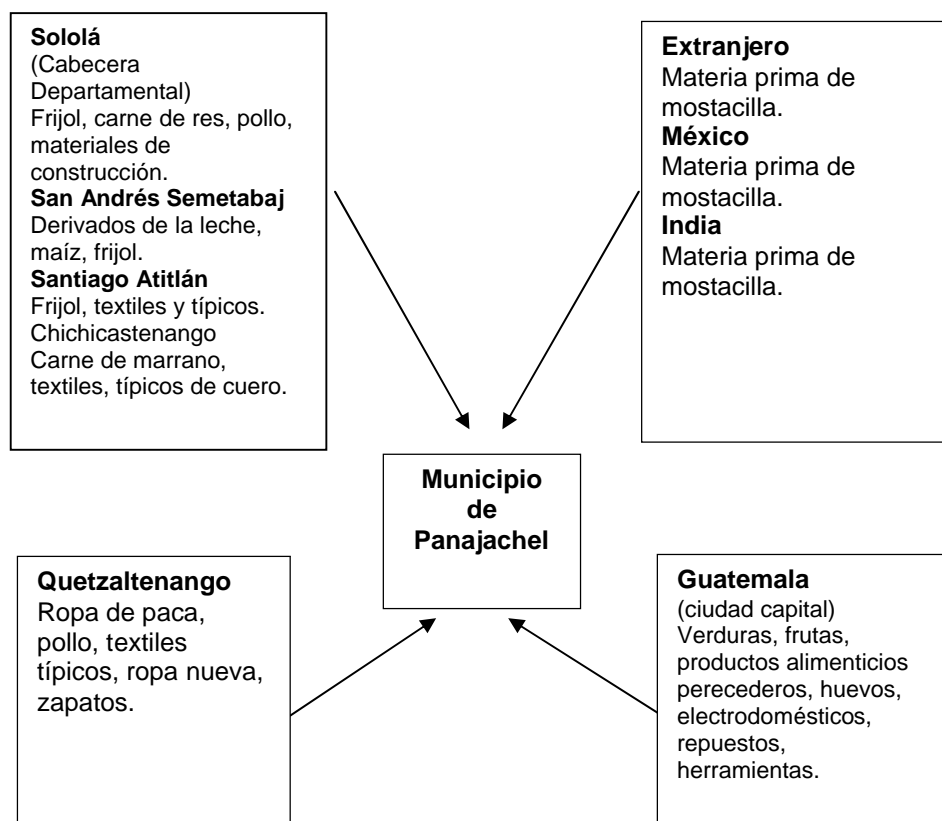 Sololá
(Cabecera
Departamental)
Frijol, carne de res, pollo,
materiales de
construcción.
San Andrés Semetabaj
Derivados de la leche,
maíz, frijol.
Santiago Atitlán
Frijol, textiles y típicos.
Chichicastenango
Carne de marrano,
textiles, típicos de cuero.
Extranjero
Materia prima de
mostacilla.
México
Materia prima de
mostacilla.
India
Materia prima de
mostacilla.
Municipio
de
Panajachel
Quetzaltenango
Ropa de paca,
pollo, textiles
típicos, ropa nueva,
zapatos.
Guatemala
(ciudad capital)
Verduras, frutas,
productos alimenticios
perecederos, huevos,
electrodomésticos,
repuestos,
herramientas.